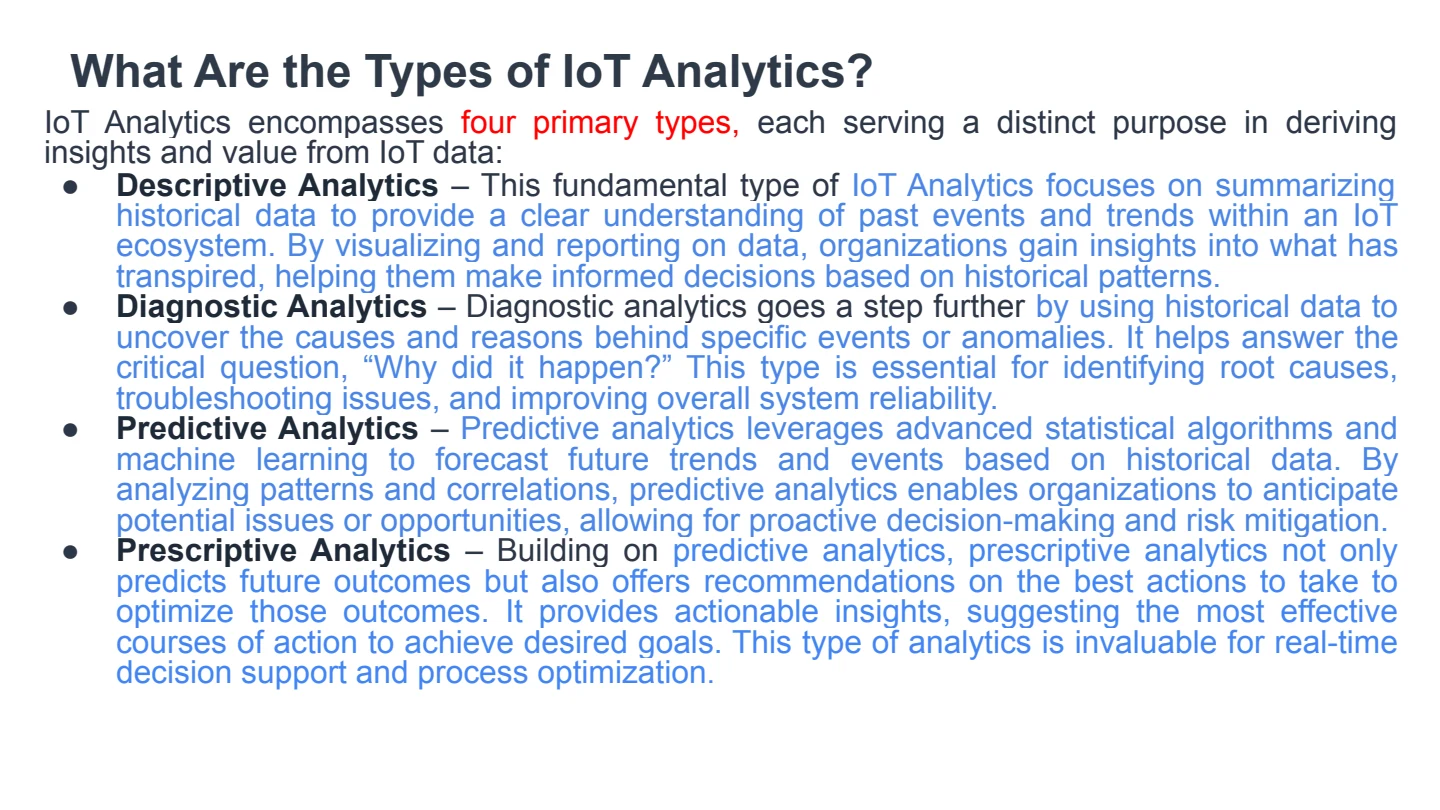 What Are the Types of IoT Analytics?
IoT Analytics encompasses four primary types, each serving a distinct purpose in deriving
insights and value from IoT data:
● Descriptive Analytics – This fundamental type of IoT Analytics focuses on summarizing
historical data to provide a clear understanding of past events and trends within an IoT
ecosystem. By visualizing and reporting on data, organizations gain insights into what has
transpired, helping them make informed decisions based on historical patterns.
● Diagnostic Analytics – Diagnostic analytics goes a step further by using historical data to
uncover the causes and reasons behind specific events or anomalies. It helps answer the
critical question, “Why did it happen?” This type is essential for identifying root causes,
troubleshooting issues, and improving overall system reliability.
● Predictive Analytics – Predictive analytics leverages advanced statistical algorithms and
machine learning to forecast future trends and events based on historical data. By
analyzing patterns and correlations, predictive analytics enables organizations to anticipate
potential issues or opportunities, allowing for proactive decision-making and risk mitigation.
● Prescriptive Analytics – Building on predictive analytics, prescriptive analytics not only
predicts future outcomes but also offers recommendations on the best actions to take to
optimize those outcomes. It provides actionable insights, suggesting the most effective
courses of action to achieve desired goals. This type of analytics is invaluable for real-time
decision support and process optimization.